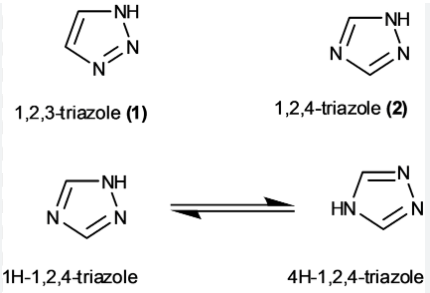 NH
N
N
1,2,3-triazole (1)
NH
N
N
1,2,4-triazole (2)
NH
N
N
1H-1,2,4-triazole
N
HN
N
4H-1,2,4-triazole